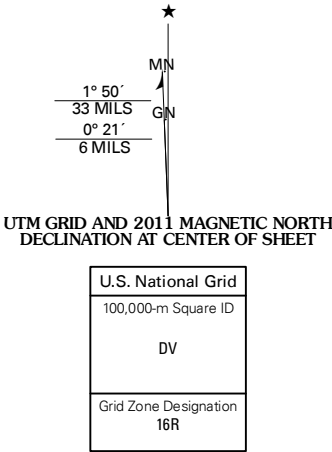 MN
1° 50´
33 MILS
GN
0° 21´
6 MILS
UTM GRID AND 2011 MAGNETIC NORTH
DECLINATION AT CENTER OF SHEET
U.S. National Grid
100,000-m Square ID
DV
Grid Zone Designation
16R